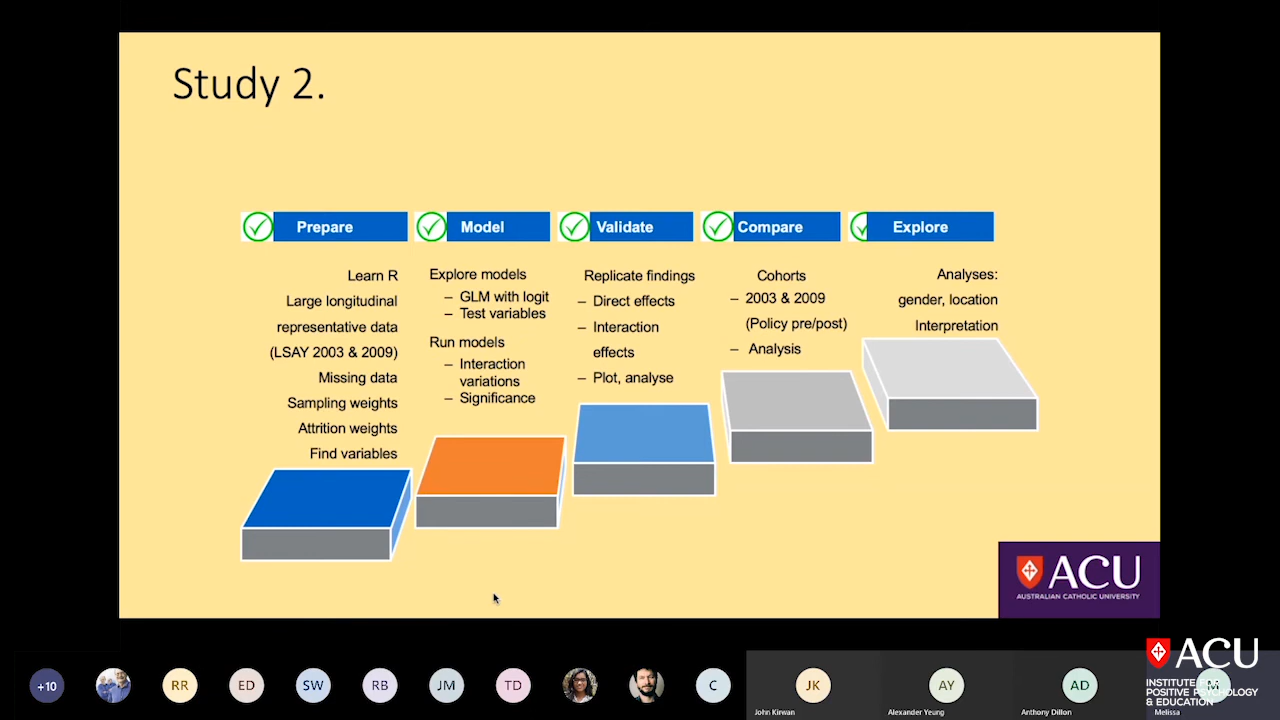 Study 2.
Prepare
Model
Validate
Compare
Explore
Learn R
Large longitudinal
representative data
(LSAY 2003 & 2009)
Missing data
Sampling weights
Attrition weights
Find variables
Explore models
– GLM with logit
– Test variables
Run models
– Interaction
variations
– Significance
Replicate findings
– Direct effects
– Interaction
effects
– Plot, analyse
Cohorts
– 2003 & 2009
(Policy pre/post)
– Analysis
Analyses:
gender, location
Interpretation
ACU
AUSTRALIAN CATHOLIC UNIVERSITY
+10
RR
ED
SW
RB
JM
TD
C
JK
John Kirwan
AY
Alexander Yeung
AD
Anthony Dillon
M
Melissa
ACU
INSTITUTE FOR
POSITIVE PSYCHOLOGY
& EDUCATION